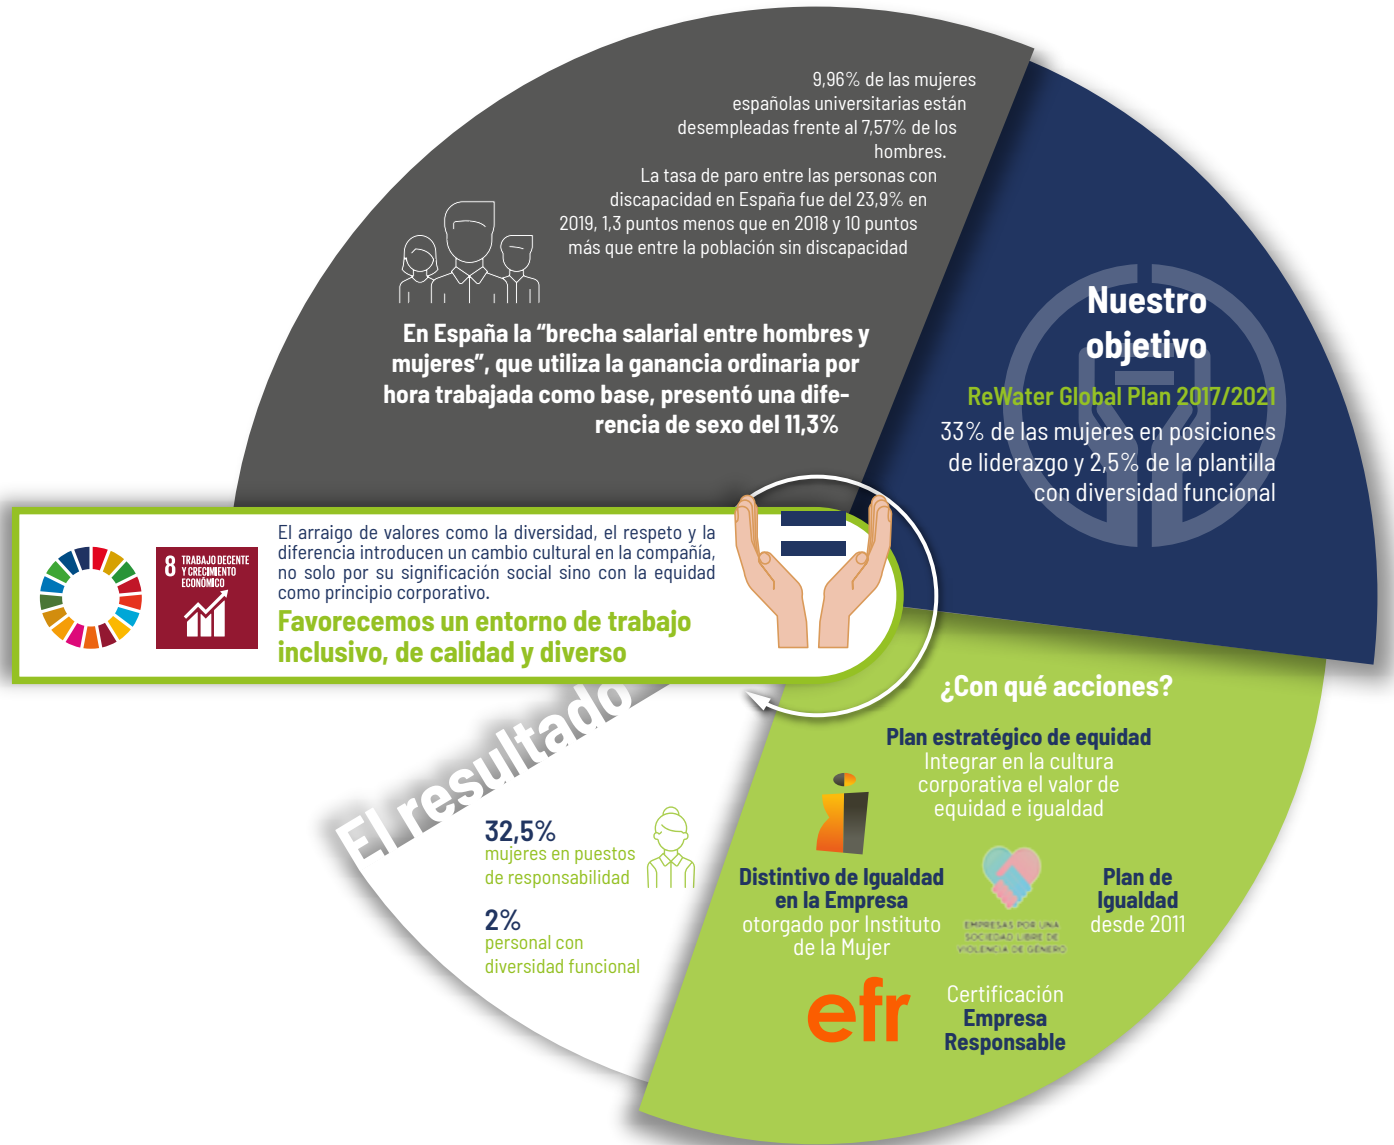 9,96% de las mujeres
españolas universitarias están
desempleadas frente al 7,57% de los
hombres.
La tasa de paro entre las personas con
discapacidad en España fue del 23,9% en
2019, 1,3 puntos menos que en 2018 y 10 puntos
más que entre la población sin discapacidad
En España la “brecha salarial entre hombres y
mujeres”, que utiliza la ganancia ordinaria por
hora trabajada como base, presentó una dife-
rencia de sexo del 11,3%
Nuestro
objetivo
ReWater Global Plan 2017/2021
33% de las mujeres en posiciones
de liderazgo y 2,5% de la plantilla
con diversidad funcional
8 TRABAJO DECENTE
Y CRECIMIENTO
ECONÓMICO
El arraigo de valores como la diversidad, el respeto y la
diferencia introducen un cambio cultural en la compañía,
no solo por su significación social sino con la equidad
como principio corporativo.
Favorecemos un entorno de trabajo
inclusivo, de calidad y diverso
¿Con qué acciones?
Plan estratégico de equidad
Integrar en la cultura
corporativa el valor de
equidad e igualdad
Distintivo de Igualdad
en la Empresa
otorgado por Instituto
de la Mujer
EMPRESAS POR UNA
SOCIEDAD LIBRE DE
VIOLENCIA DE GÉNERO
Plan de
Igualdad
desde 2011
efr
Certificación
Empresa
Responsable
El resultado
32,5%
mujeres en puestos
de responsabilidad
2%
personal con
diversidad funcional